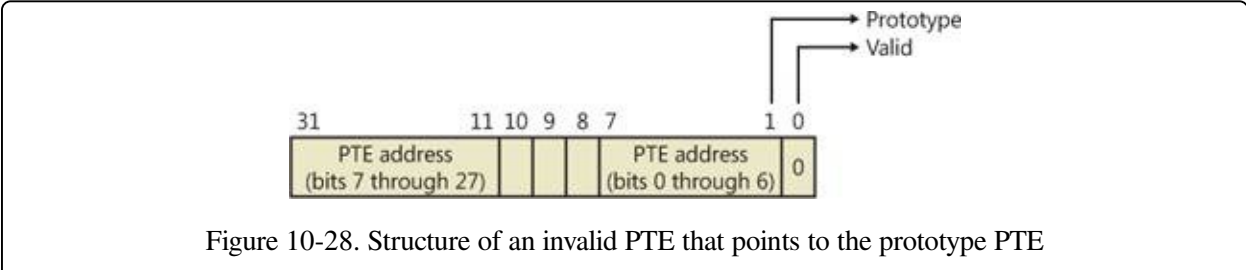 Prototype
Valid
31 11 10 9 8 7 1 0
PTE address
(bits 7 through 27)
PTE address
(bits 0 through 6)
0
Figure 10-28. Structure of an invalid PTE that points to the prototype PTE